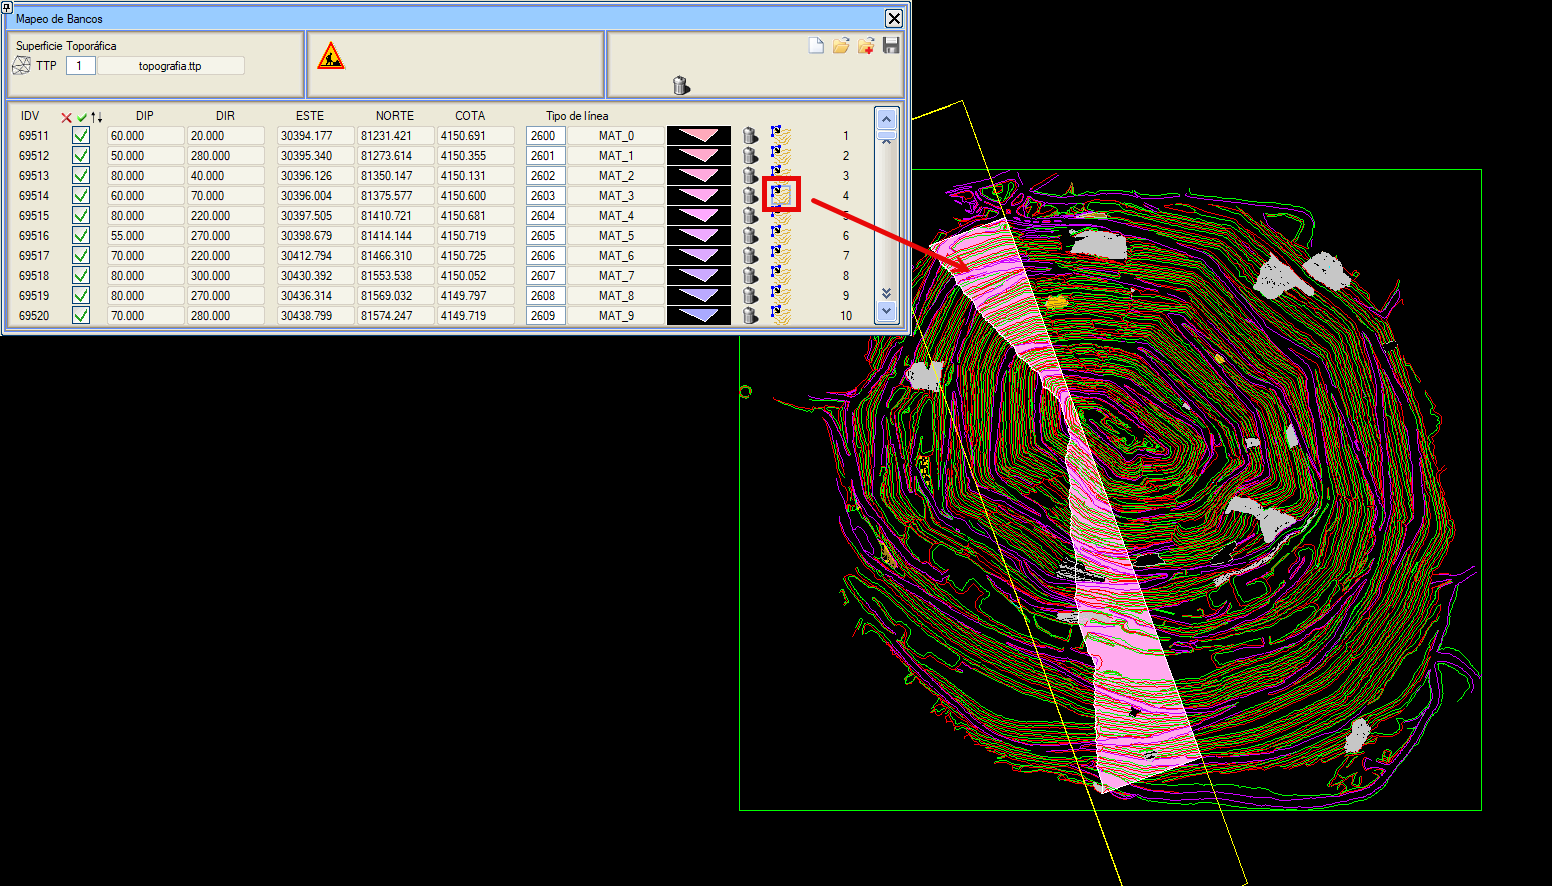 Mapeo de Bancos
Superficie Toporáfica
TTP 1 topografia.ttp
IDV DIP DIR ESTE NORTE COTA Tipo de línea
69511 60.000 20.000 30394.177 81231.421 4150.691 2600 MAT_0 1
69512 50.000 280.000 30395.340 81273.614 4150.355 2601 MAT_1 2
69513 80.000 40.000 30396.126 81350.147 4150.131 2602 MAT_2 3
69514 60.000 70.000 30396.004 81375.577 4150.600 2603 MAT_3 4
69515 80.000 220.000 30397.505 81410.721 4150.681 2604 MAT_4 5
69516 55.000 270.000 30398.679 81414.144 4150.719 2605 MAT_5 6
69517 70.000 220.000 30412.794 81466.310 4150.725 2606 MAT_6 7
69518 80.000 300.000 30430.392 81553.538 4150.052 2607 MAT_7 8
69519 80.000 270.000 30436.314 81569.032 4149.797 2608 MAT_8 9
69520 70.000 280.000 30438.799 81574.247 4149.719 2609 MAT_9 10